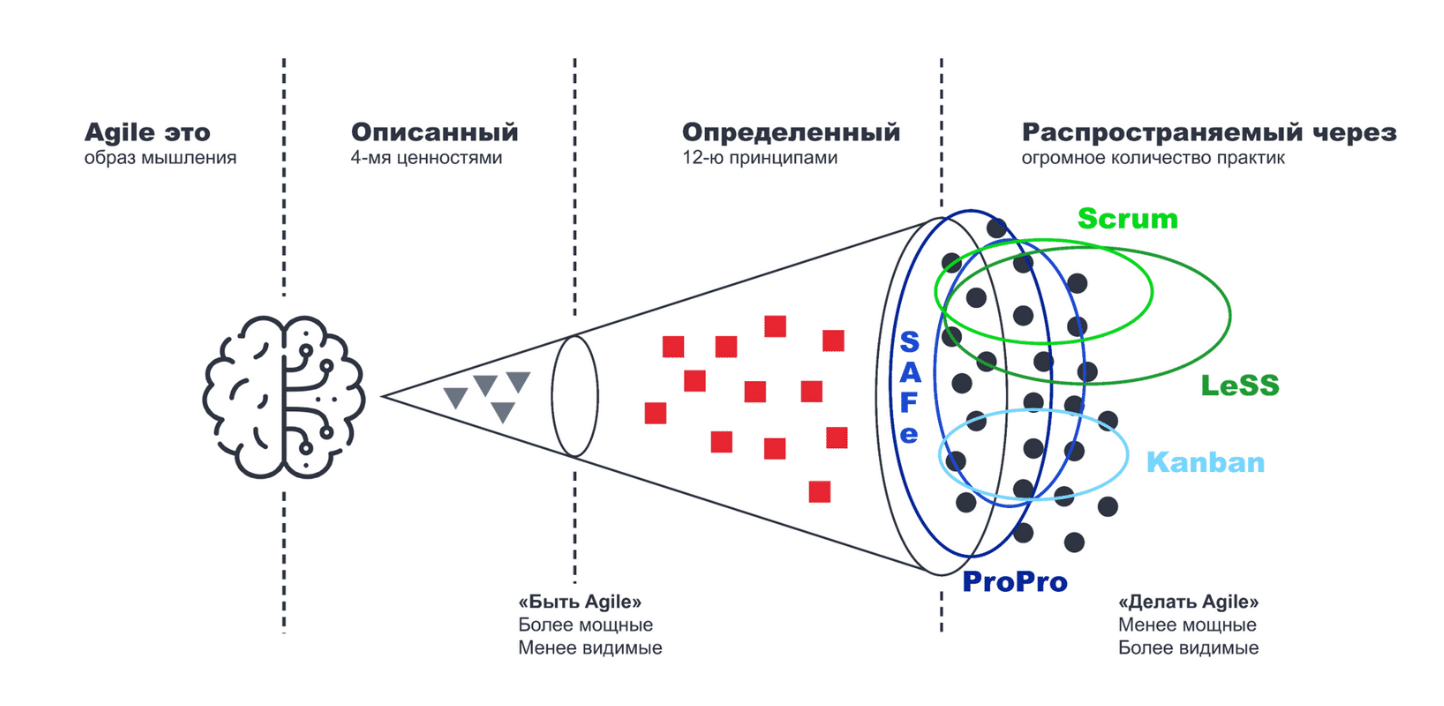 Agile это
образ мышления
Описанный
4-мя ценностями
Определенный
12-ю принципами
Распространяемый через
огромное количество практик
Scrum
SAFe
LeSS
Kanban
ProPro
«Быть Agile»
Более мощные
Менее видимые
«Делать Agile»
Менее мощные
Более видимые